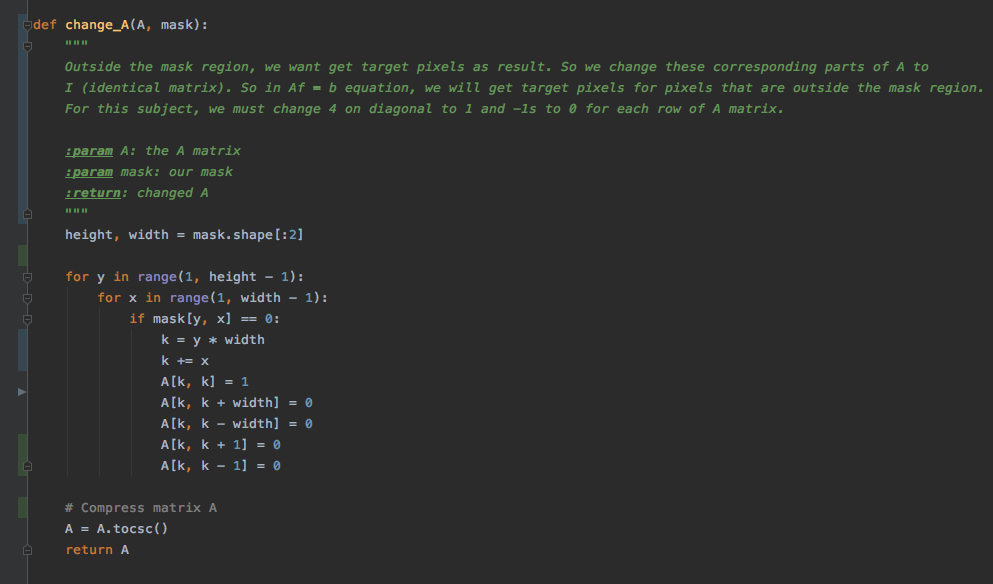 def change_A(A, mask):
"""
Outside the mask region, we want get target pixels as result. So we change these corresponding parts of A to
I (identical matrix). So in Af = b equation, we will get target pixels for pixels that are outside the mask region.
For this subject, we must change 4 on diagonal to 1 and -1s to 0 for each row of A matrix.
:param A: the A matrix
:param mask: our mask
:return: changed A
"""
height, width = mask.shape[:2]
for y in range(1, height - 1):
for x in range(1, width - 1):
if mask[y, x] == 0:
k = y * width
k += x
A[k, k] = 1
A[k, k + width] = 0
A[k, k - width] = 0
A[k, k + 1] = 0
A[k, k - 1] = 0
# Compress matrix A
A = A.tocsc()
return A